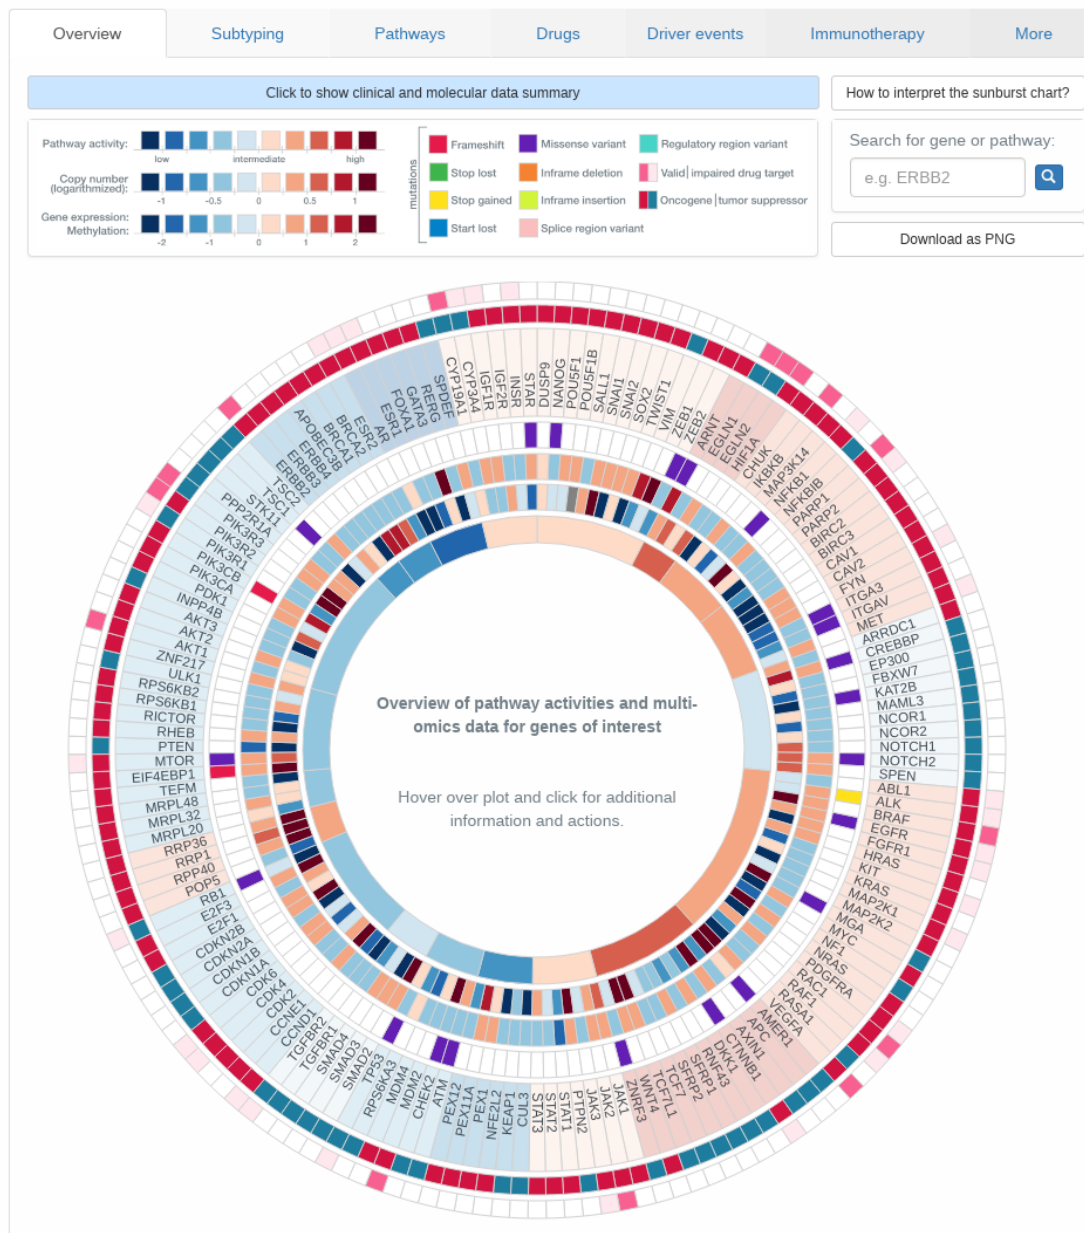 Overview
Subtyping
Pathways
Drugs
Driver events
Immunotherapy
More
Click to show clinical and molecular data summary
How to interpret the sunburst chart?
Pathway activity:
low intermediate high
Copy number
(logarithmized):
-1 -0.5 0 0.5 1
Gene expression:
Methylation:
-2 -1 0 1 2
mutations
Frameshift
Missense variant
Regulatory region variant
Stop lost
Inframe deletion
Valid|impaired drug target
Stop gained
Inframe insertion
Oncogene|tumor suppressor
Start lost
Splice region variant
Search for gene or pathway:
e.g. ERBB2
Download as PNG
DUSP6
NANOG
POU5F1
POU5F1B
SALL1
SNAI1
SNAI2
SOX2
TWIST1
VIM
ZEB1
ZEB2
ARNT
EGLN1
EGLN2
HIF1A
CHUK
IKBKB
MAP3K14
NFKB1
NFKBIB
PARP1
PARP2
BIRC2
BIRC3
CAV1
CAV2
FYN
ITGA3
ITGAV
MET
ARRDC1
CREBBP
EP300
FBXW7
KAT2B
MAML3
NCOR1
NCOR2
NOTCH1
NOTCH2
SPEN
ABL1
ALK
BRAF
EGFR
FGFR1
HRAS
KIT
KRAS
MAP2K1
MAP2K2
MGA
MYC
NF1
NRAS
PDGFRA
RAC1
RAF1
RASA1
VEGFA
AMER1
APC
AXIN1
CTNNB1
DKK1
RNF43
SFRP1
SFRP2
TCF7
TCF7L1
WNT4
ZNRF3
JAK1
JAK2
JAK3
PTPN2
STAT1
STAT2
STAT3
CUL3
KEAP1
NFE2L2
PEX1
PEX11A
PEX12
ATM
CHEK2
MDM2
MDM4
RPS6KA3
TP53
SMAD2
SMAD3
SMAD4
TGFBR1
TGFBR2
CCND1
CCNE1
CDK2
CDK4
CDK6
CDKN1A
CDKN1B
CDKN2A
CDKN2B
E2F1
E2F3
RB1
POP5
RPP40
RRP1
RRP36
MRPL20
MRPL32
MRPL48
TEFM
EIF4EBP1
MTOR
PTEN
RHEB
RICTOR
RPS6KB1
RPS6KB2
ULK1
ZNF217
AKT1
AKT2
AKT3
INPP4B
PDK1
PIK3CA
PIK3CB
PIK3R1
PIK3R2
PIK3R3
PPP2R1A
STK11
TSC1
TSC2
ERBB2
ERBB3
ERBB4
APOBEC3B
BRCA1
BRCA2
ESR2
AR
ESR1
FOXA1
GATA3
RERG
SPDEF
CYP19A1
CYP3A4
IGF1R
IGF2R
INSR
STAR
Overview of pathway activities and multi-
omics data for genes of interest
Hover over plot and click for additional
information and actions.